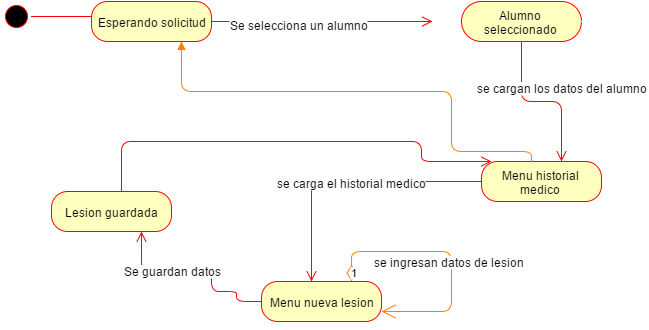 Esperando solicitud
Se selecciona un alumno
Alumno
seleccionado
se cargan los datos del alumno
Menu historial
medico
se carga el historial medico
Lesion guardada
Se guardan datos
se ingresan datos de lesion
1
Menu nueva lesion